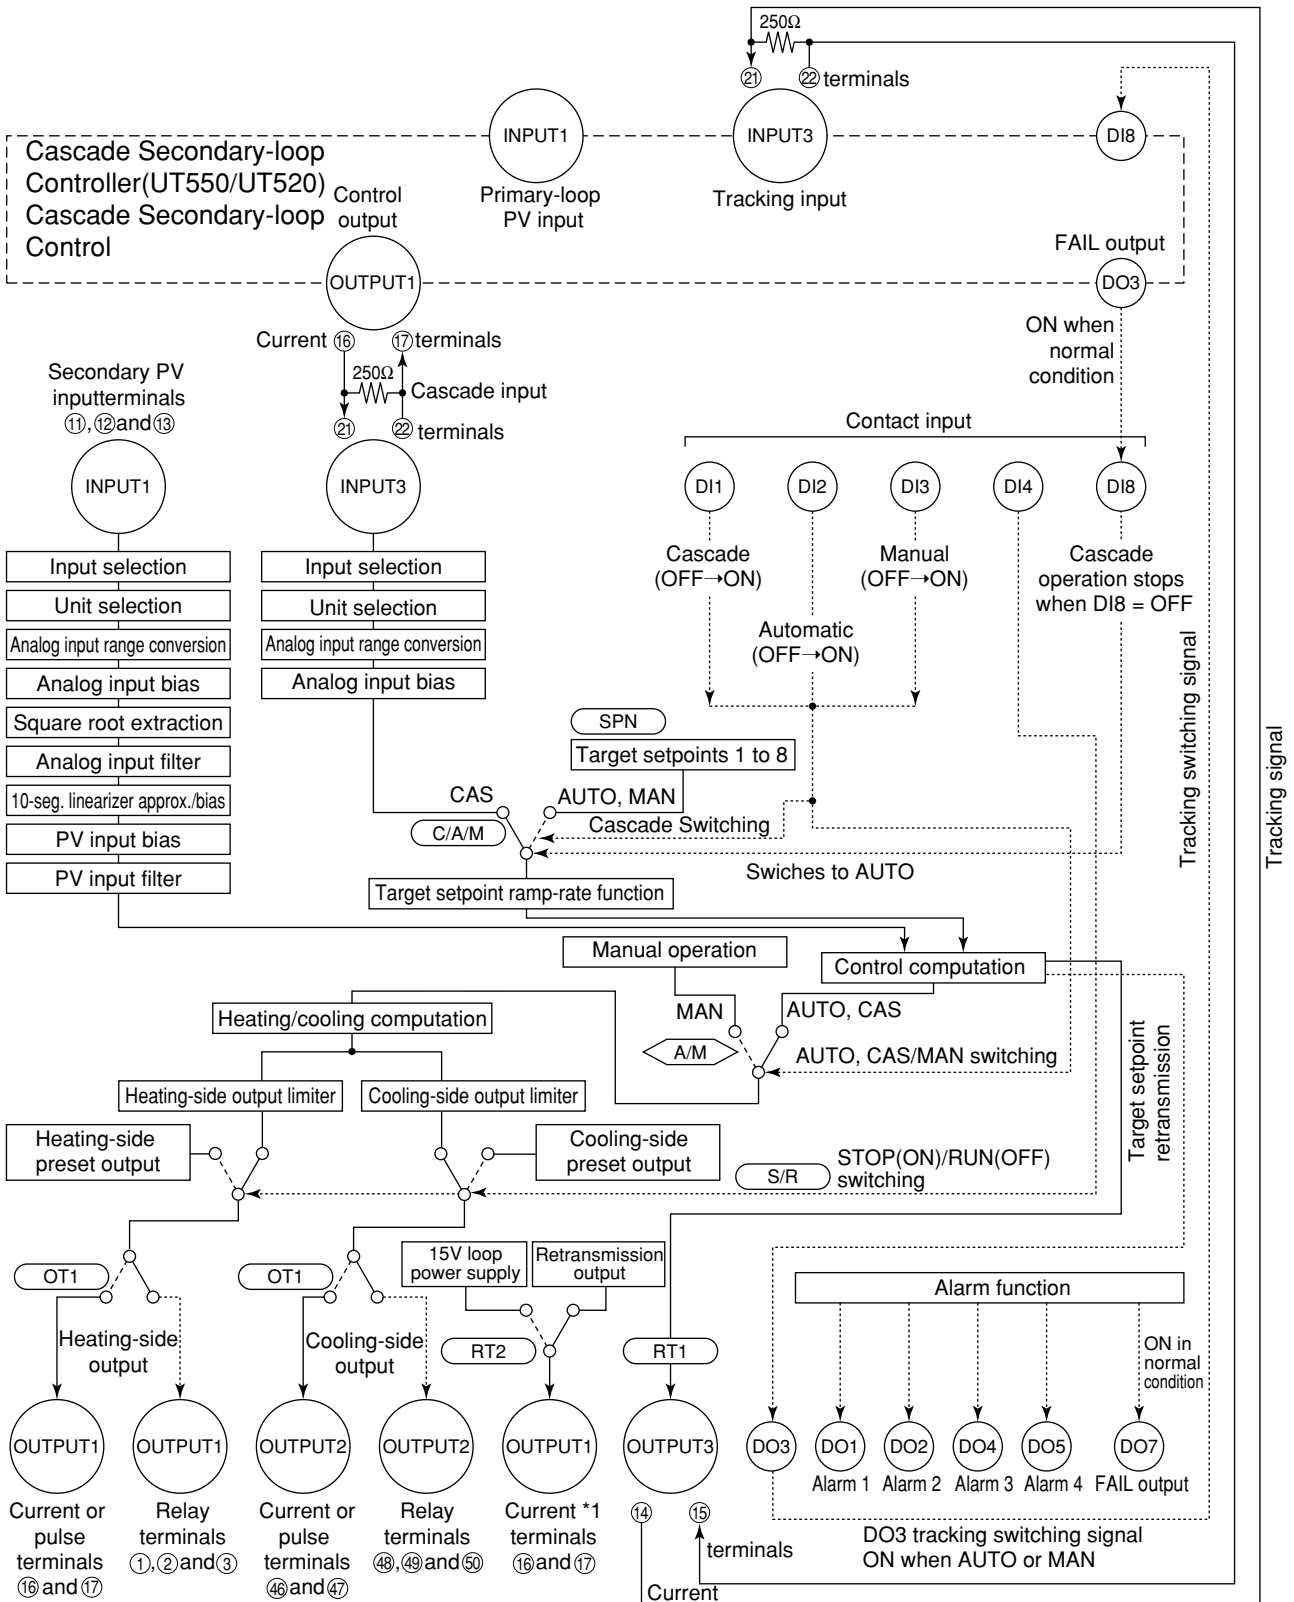 250Ω
㉑ ㉒ terminals
INPUT1
INPUT3
DI8
Cascade Secondary-loop
Controller(UT550/UT520)
Cascade Secondary-loop
Control
Control
output
Primary-loop
PV input
Tracking input
FAIL output
OUTPUT1
DO3
Current ⑯ ⑰ terminals
ON when
normal
condition
250Ω
Cascade input
㉑ ㉒ terminals
Secondary PV
inputterminals
⑪, ⑫ and ⑬
Contact input
INPUT1
INPUT3
DI1
DI2
DI3
DI4
DI8
Cascade
(OFF→ON)
Automatic
(OFF→ON)
Manual
(OFF→ON)
Cascade
operation stops
when DI8 = OFF
Input selection
Unit selection
Analog input range conversion
Analog input bias
Square root extraction
Analog input filter
10-seg. linearizer approx./bias
PV input bias
PV input filter
Input selection
Unit selection
Analog input range conversion
Analog input bias
SPN
Target setpoints 1 to 8
CAS
AUTO, MAN
C/A/M
Cascade Switching
Swiches to AUTO
Target setpoint ramp-rate function
Tracking switching signal
Tracking signal
Manual operation
Control computation
MAN
AUTO, CAS
A/M
AUTO, CAS/MAN switching
Heating/cooling computation
Heating-side output limiter
Cooling-side output limiter
Heating-side
preset output
Cooling-side
preset output
S/R
STOP(ON)/RUN(OFF)
switching
Target setpoint
retransmission
OT1
OT1
15V loop
power supply
Retransmission
output
Heating-side
output
Cooling-side
output
RT2
RT1
Alarm function
ON in
normal
condition
OUTPUT1
OUTPUT1
OUTPUT2
OUTPUT2
OUTPUT1
OUTPUT3
DO3
DO1
DO2
DO4
DO5
DO7
Alarm 1
Alarm 2
Alarm 3
Alarm 4
FAIL output
Current or
pulse
terminals
⑯ and ⑰
Relay
terminals
①, ② and ③
Current or
pulse
terminals
㊻ and ㊼
Relay
terminals
㊽, ㊾ and ㊿
Current *1
terminals
⑯ and ⑰
⑭ ⑮
terminals
Current
DO3 tracking switching signal
ON when AUTO or MAN